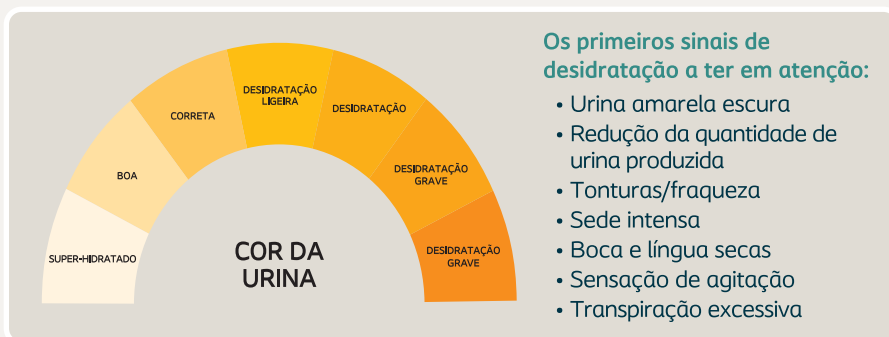 SUPER-HIDRATADO
BOA
CORRETA
DESIDRATAÇÃO
LIGEIRA
DESIDRATAÇÃO
DESIDRATAÇÃO
GRAVE
DESIDRATAÇÃO
GRAVE
COR DA
URINA
Os primeiros sinais de
desidratação a ter em atenção:
• Urina amarela escura
• Redução da quantidade de
urina produzida
• Tonturas/fraqueza
• Sede intensa
• Boca e língua secas
• Sensação de agitação
• Transpiração excessiva